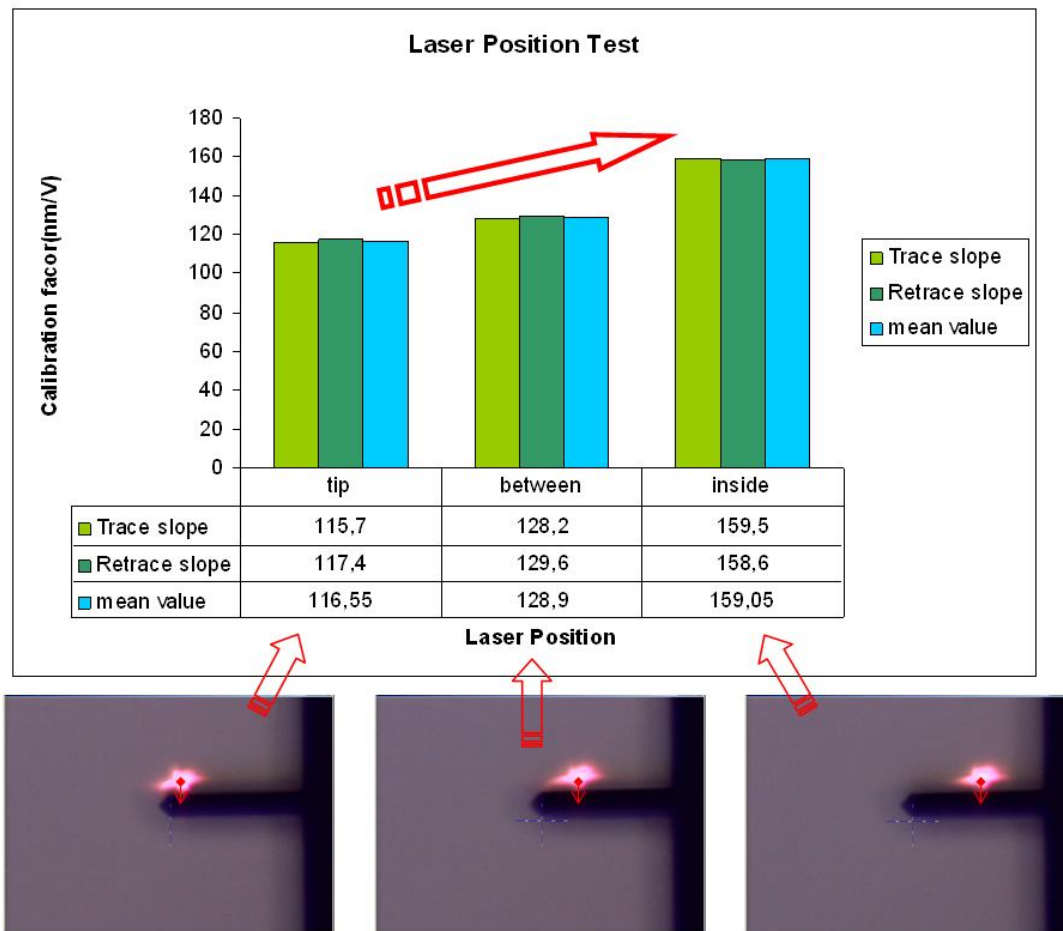 Laser Position Test
Calibration facor(nm/V)
180
160
140
120
100
80
60
40
20
0
Trace slope
Retrace slope
mean value
tip between inside
Trace slope 115,7 128,2 159,5
Retrace slope 117,4 129,6 158,6
mean value 116,55 128,9 159,05
Laser Position